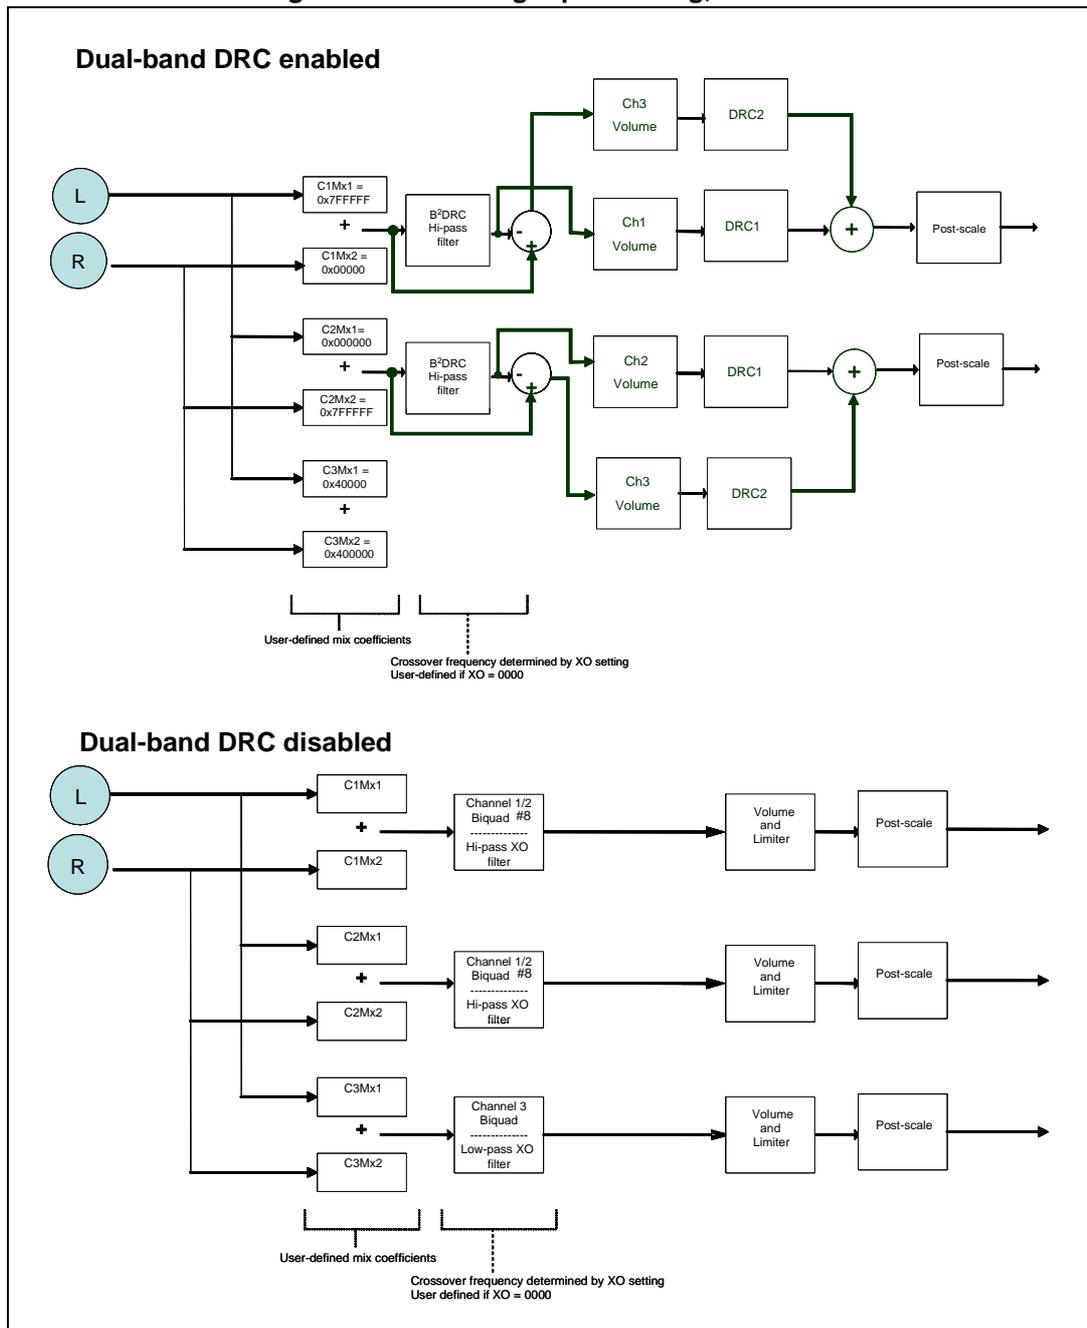 Dual-band DRC enabled
Ch3
Volume
DRC2
L
C1Mx1 =
0x7FFFFF
+
B²DRC
Hi-pass
filter
-
+
Ch1
Volume
DRC1
+
Post-scale
R
C1Mx2 =
0x00000
C2Mx1=
0x000000
+
B²DRC
Hi-pass
filter
-
+
Ch2
Volume
DRC1
+
Post-scale
C2Mx2 =
0x7FFFFF
C3Mx1 =
0x40000
+
Ch3
Volume
DRC2
C3Mx2 =
0x400000
User-defined mix coefficients
Crossover frequency determined by XO setting
User-defined if XO = 0000
Dual-band DRC disabled
L
C1Mx1
+
Channel 1/2
Biquad #8
--------------
Hi-pass XO
filter
Volume
and
Limiter
Post-scale
R
C1Mx2
C2Mx1
+
Channel 1/2
Biquad #8
--------------
Hi-pass XO
filter
Volume
and
Limiter
Post-scale
C2Mx2
C3Mx1
+
Channel 3
Biquad
--------------
Low-pass XO
filter
Volume
and
Limiter
Post-scale
C3Mx2
User-defined mix coefficients
Crossover frequency determined by XO setting
User defined if XO = 0000